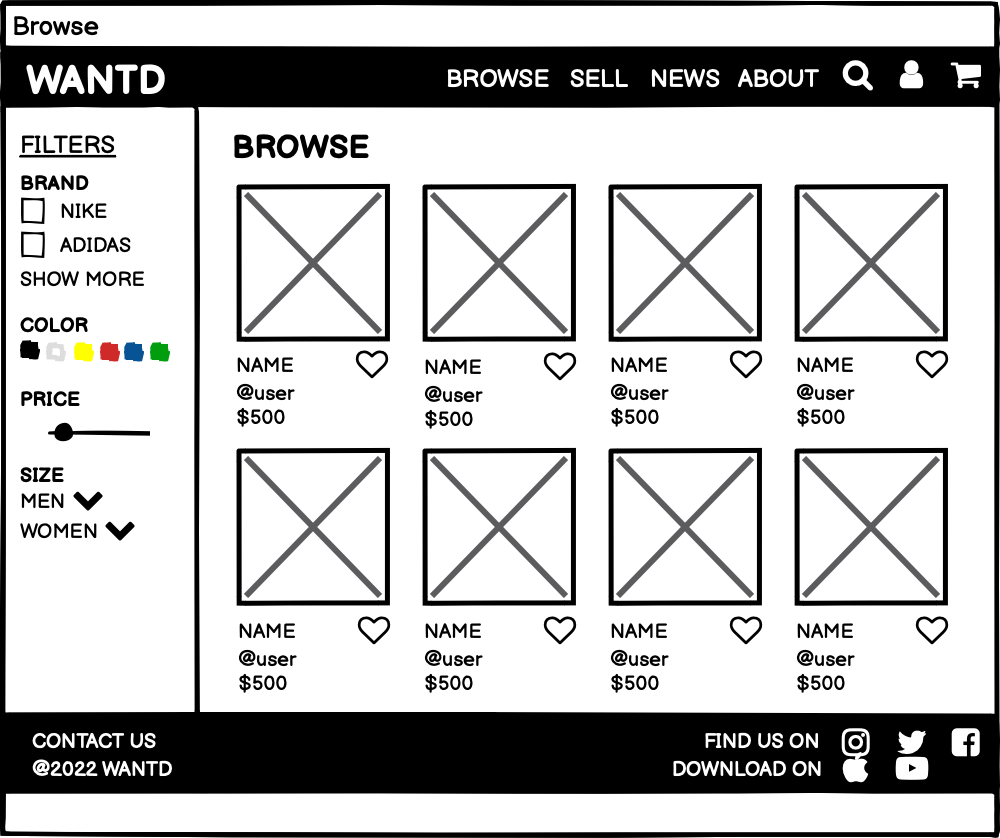 Browse
WANTD BROWSE SELL NEWS ABOUT
FILTERS
BRAND
NIKE
ADIDAS
SHOW MORE
COLOR
PRICE
SIZE
MEN
WOMEN
BROWSE
NAME NAME NAME NAME
@user @user @user @user
$500 $500 $500 $500
NAME NAME NAME NAME
@user @user @user @user
$500 $500 $500 $500
CONTACT US
@2022 WANTD
FIND US ON
DOWNLOAD ON